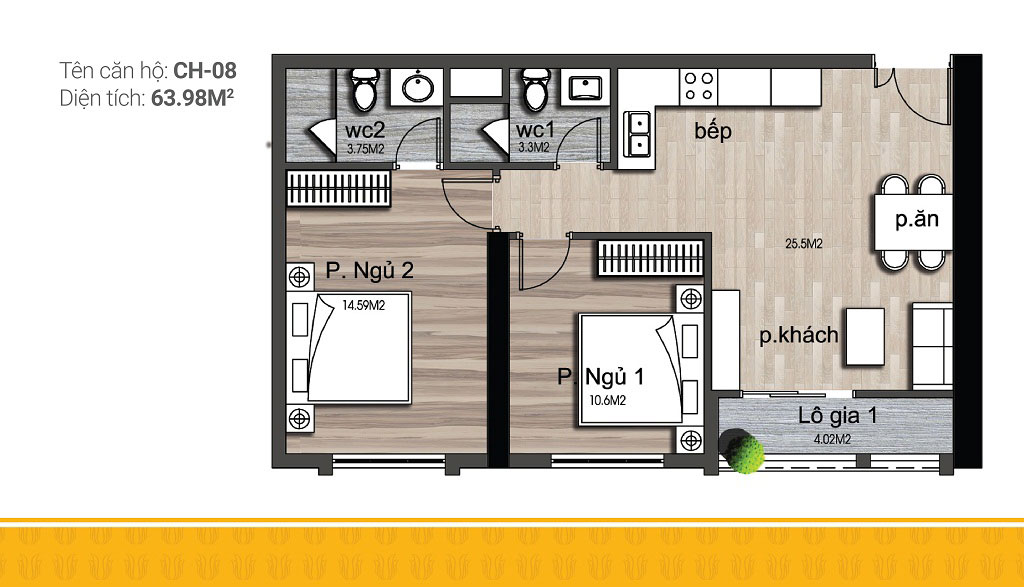 Tên căn hộ: CH-08
Diện tích: 63.98M²
wc2
3.75M2
wc1
3.3M2
bếp
p.ăn
25.5M2
P. Ngủ 2
14.59M2
p.khách
P. Ngủ 1
10.6M2
Lô gia 1
4.02M2